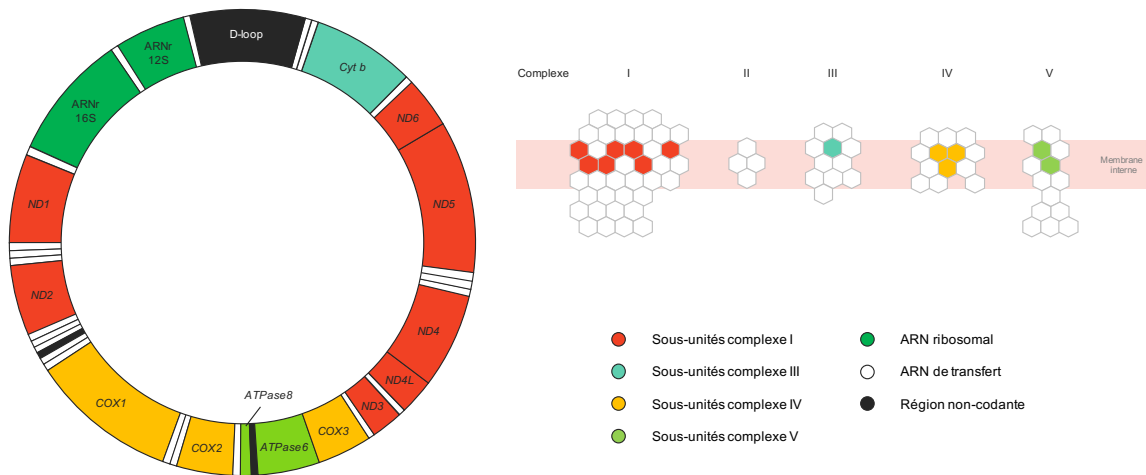 D-loop
Cyt b
ND6
ND5
ND4
ND4L
ND3
COX3
ATPase6
ATPase8
COX2
COX1
ND2
ND1
ARNr
16S
ARNr
12S
Complexe I II III IV V
Membrane
interne
Sous-unités complexe I
Sous-unités complexe III
Sous-unités complexe IV
Sous-unités complexe V
ARN ribosomal
ARN de transfert
Région non-codante